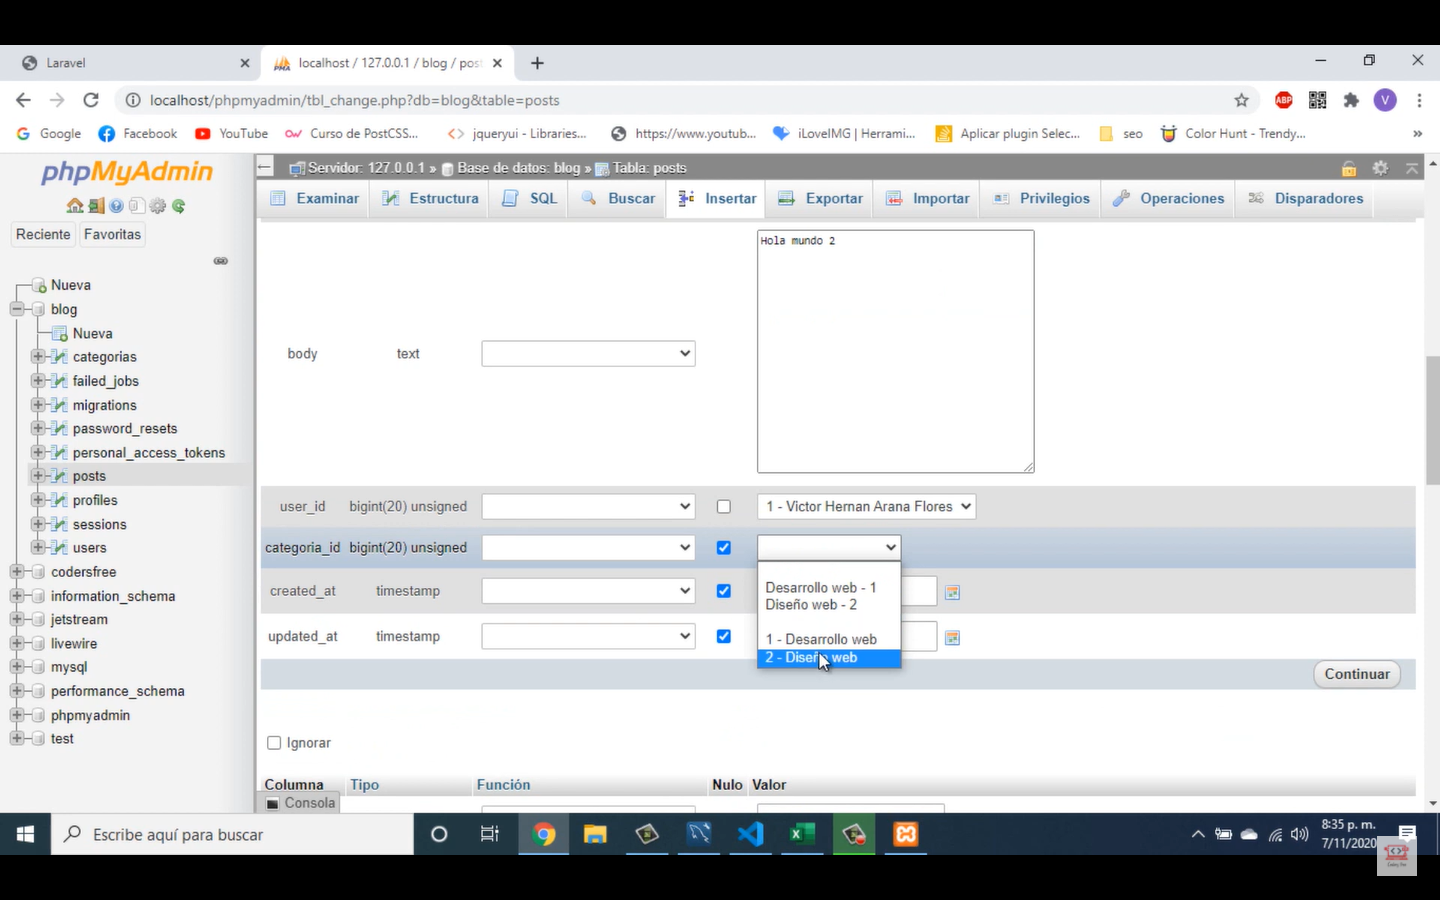 Laravel
localhost / 127.0.0.1 / blog / pos
localhost/phpmyadmin/tbl_change.php?db=blog&table=posts
ABP
V
Google
Facebook
YouTube
Curso de PostCSS...
jqueryui - Libraries...
https://www.youtub...
iLoveIMG | Herrami...
Aplicar plugin Selec...
seo
Color Hunt - Trendy...
»
phpMyAdmin
Reciente
Favoritas
Nueva
blog
Nueva
categorias
failed_jobs
migrations
password_resets
personal_access_tokens
posts
profiles
sessions
users
codersfree
information_schema
jetstream
livewire
mysql
performance_schema
phpmyadmin
test
Servidor: 127.0.0.1 » Base de datos: blog » Tabla: posts
Examinar
Estructura
SQL
Buscar
Insertar
Exportar
Importar
Privilegios
Operaciones
Disparadores
Hola mundo 2
body text
user_id bigint(20) unsigned 1 - Victor Hernan Arana Flores
categoria_id bigint(20) unsigned
Desarrollo web - 1
Diseño web - 2
1 - Desarrollo web
2 - Diseño web
created_at timestamp
updated_at timestamp
Continuar
Ignorar
Columna Tipo Función Nulo Valor
Consola
Escribe aquí para buscar
8:35 p. m.
7/11/2020